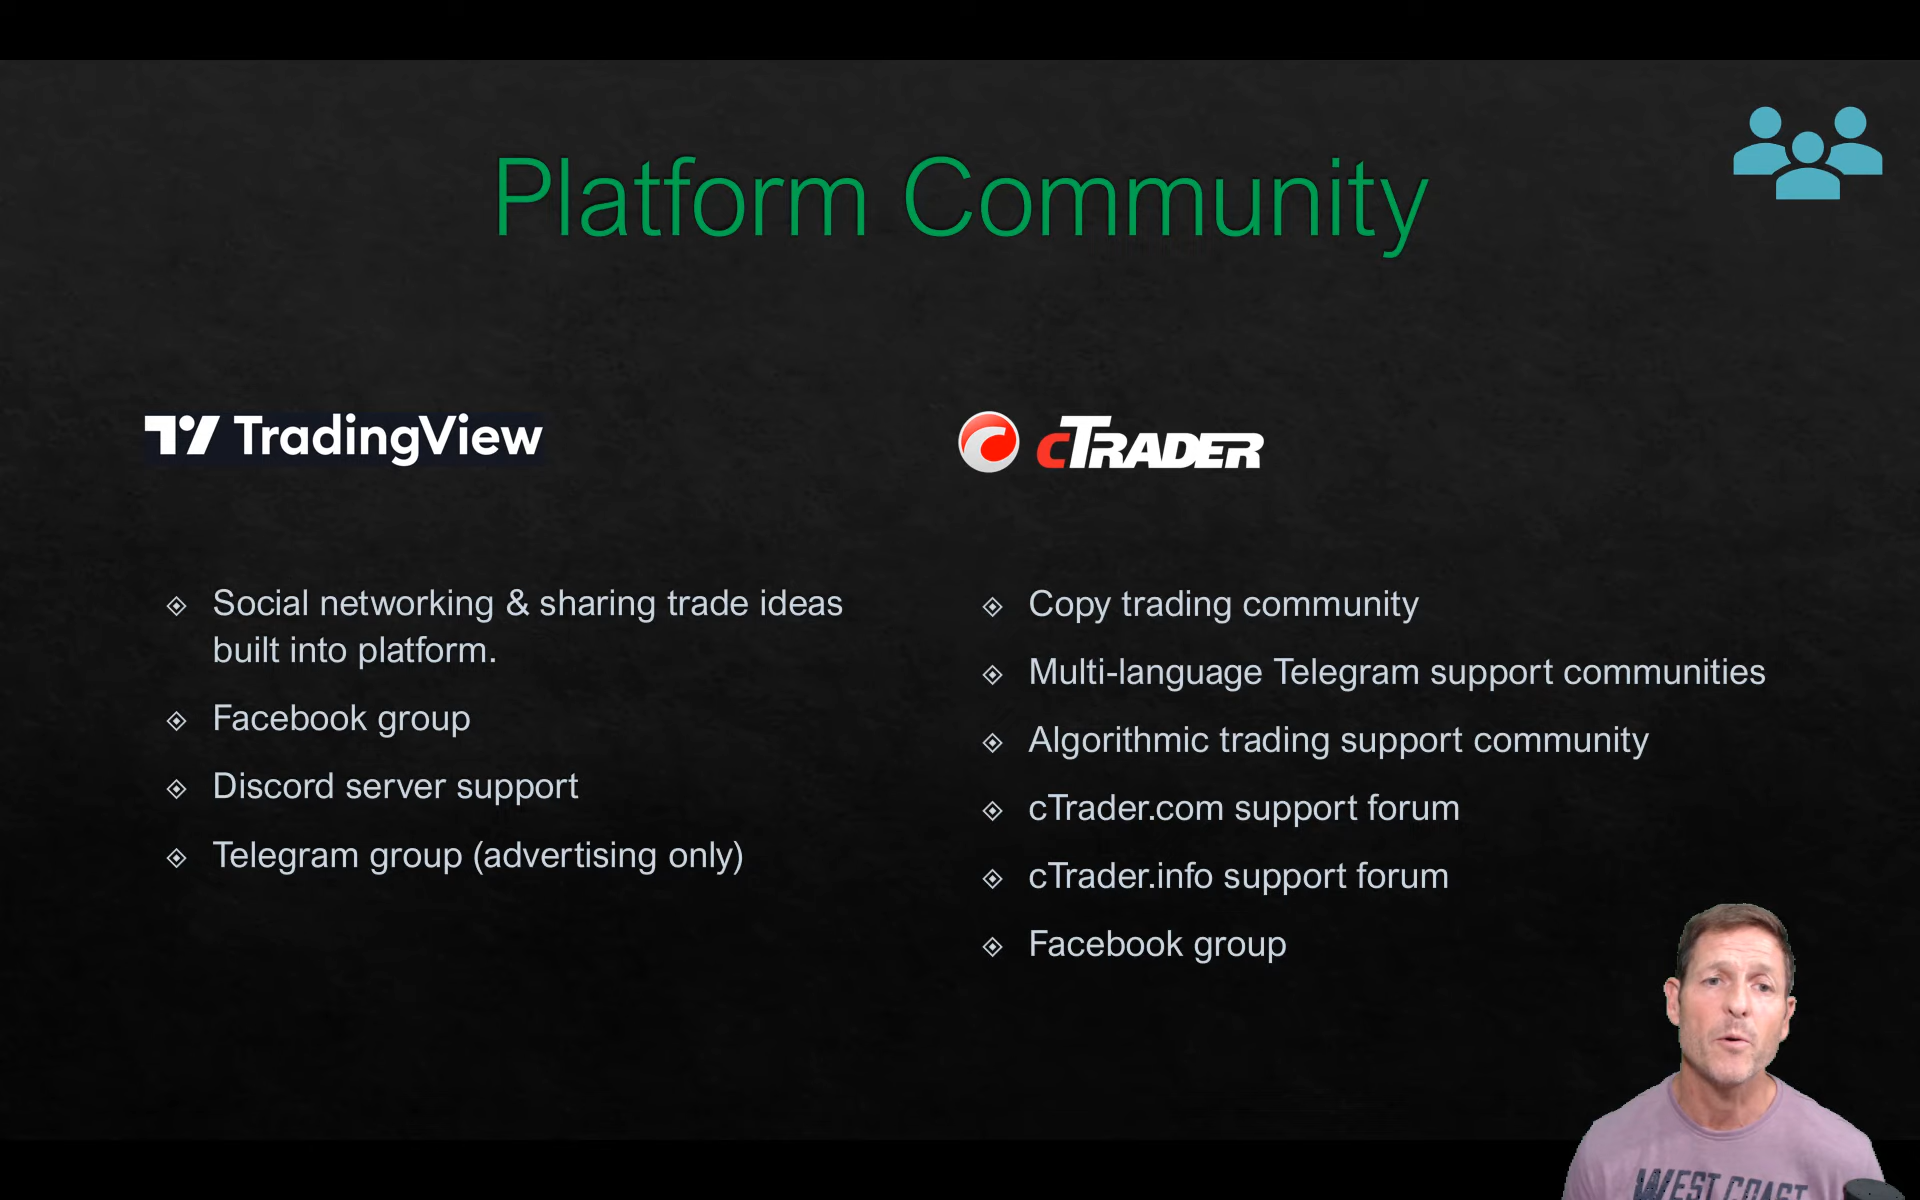 Platform Community
TradingView
cTRADER
Social networking & sharing trade ideas
built into platform.
Facebook group
Discord server support
Telegram group (advertising only)
Copy trading community
Multi-language Telegram support communities
Algorithmic trading support community
cTrader.com support forum
cTrader.info support forum
Facebook group
WEST COAST